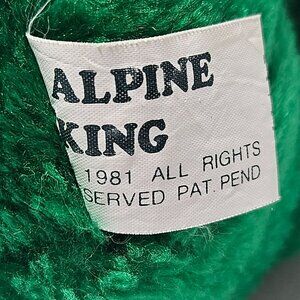 ALPINE
KING
1981 ALL RIGHTS
SERVED PAT. PEND